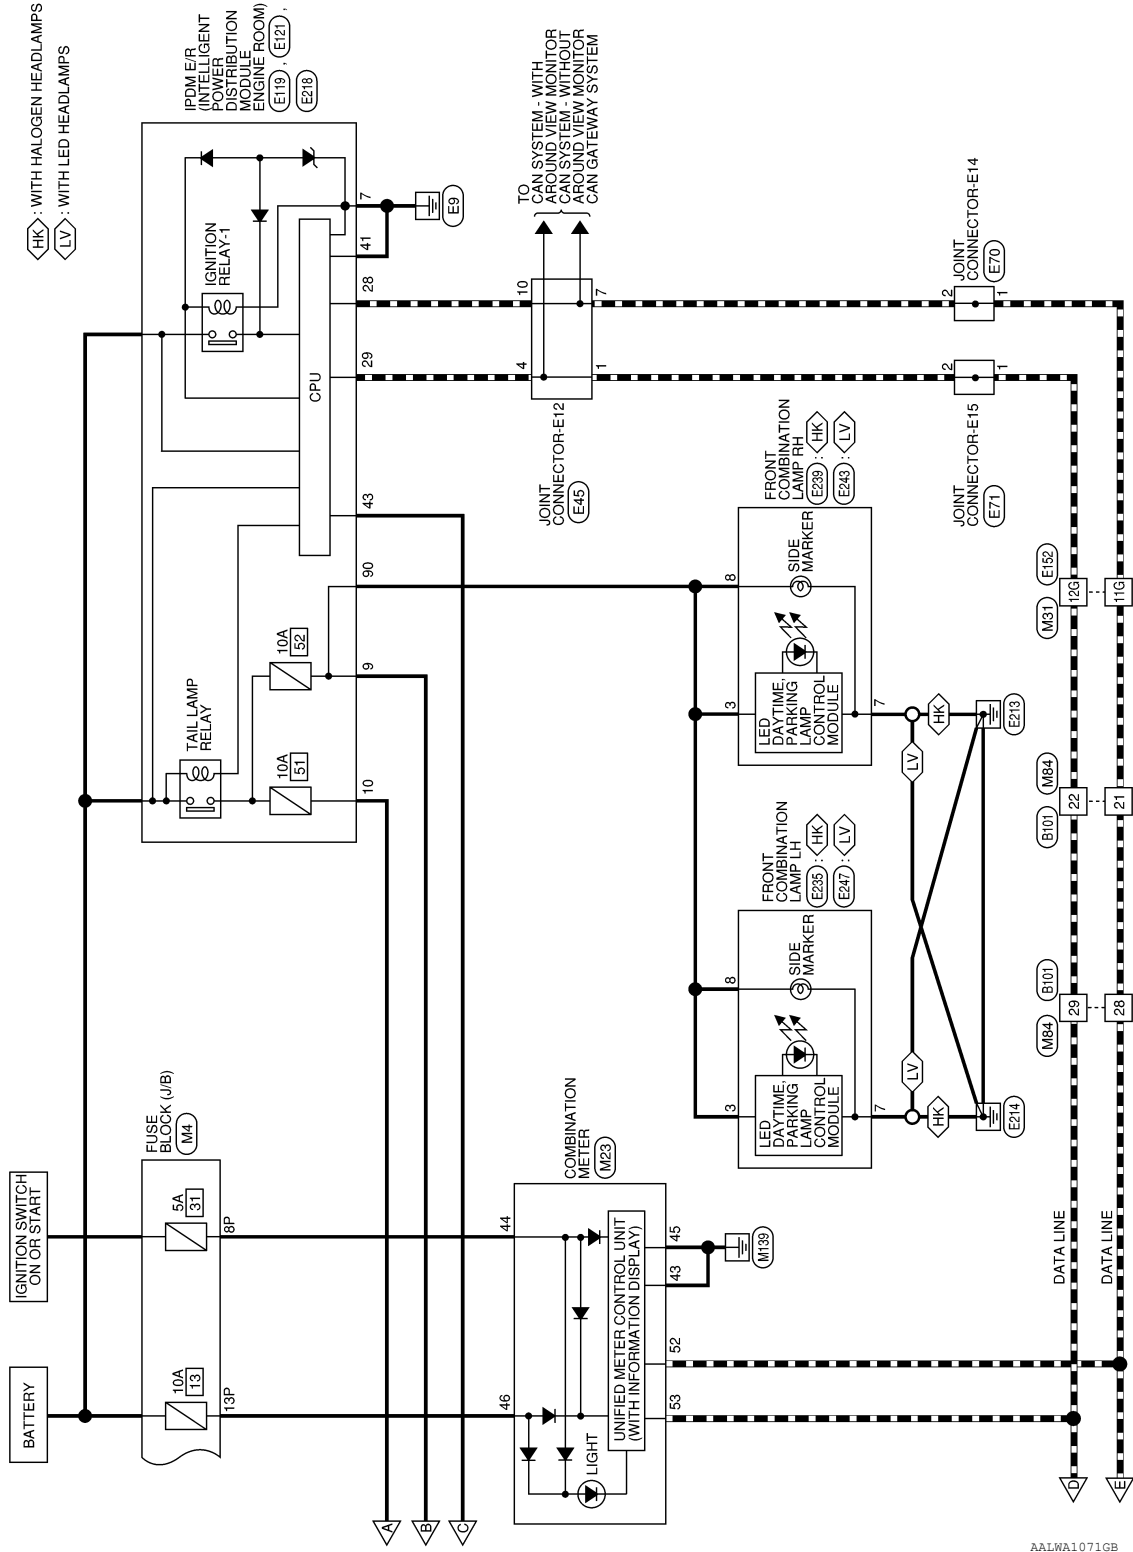 HK : WITH HALOGEN HEADLAMPS
LV : WITH LED HEADLAMPS
BATTERY
IGNITION SWITCH
ON OR START
FUSE
BLOCK (J/B)
M4
10A
13
13P
5A
31
8P
IPDM E/R
(INTELLIGENT
POWER
DISTRIBUTION
MODULE
ENGINE ROOM)
E119 , E121 ,
E218
TAIL LAMP
RELAY
10A
51
10A
52
IGNITION
RELAY-1
CPU
10
9
90
43
29
28
41
7
E9
A
B
C
COMBINATION
METER
M23
46
44
LIGHT
UNIFIED METER CONTROL UNIT
(WITH INFORMATION DISPLAY)
53
52
43
45
M139
JOINT
CONNECTOR-E12
E45
4
10
1
7
TO
CAN SYSTEM - WITH
AROUND VIEW MONITOR
CAN SYSTEM - WITHOUT
AROUND VIEW MONITOR
CAN GATEWAY SYSTEM
FRONT
COMBINATION
LAMP LH
E235 : HK
E247 : LV
3
8
LED
DAYTIME,
PARKING
LAMP
CONTROL
MODULE
SIDE
MARKER
7
LV
HK
E214
FRONT
COMBINATION
LAMP RH
E239 : HK
E243 : LV
3
8
LED
DAYTIME,
PARKING
LAMP
CONTROL
MODULE
SIDE
MARKER
7
LV
HK
E213
JOINT
CONNECTOR-E15
E71
2
1
JOINT
CONNECTOR-E14
E70
2
1
D
E
DATA LINE
DATA LINE
M84
29
B101
28
B101
22
M84
21
M31
12G
E152
11G
AALWA1071GB